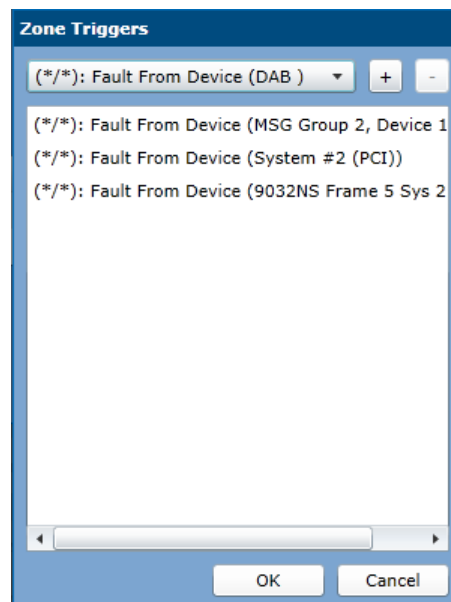 Zone Triggers
(*/*): Fault From Device (DAB )
+
-
(*/*): Fault From Device (MSG Group 2, Device 1
(*/*): Fault From Device (System #2 (PCI))
(*/*): Fault From Device (9032NS Frame 5 Sys 2
OK
Cancel